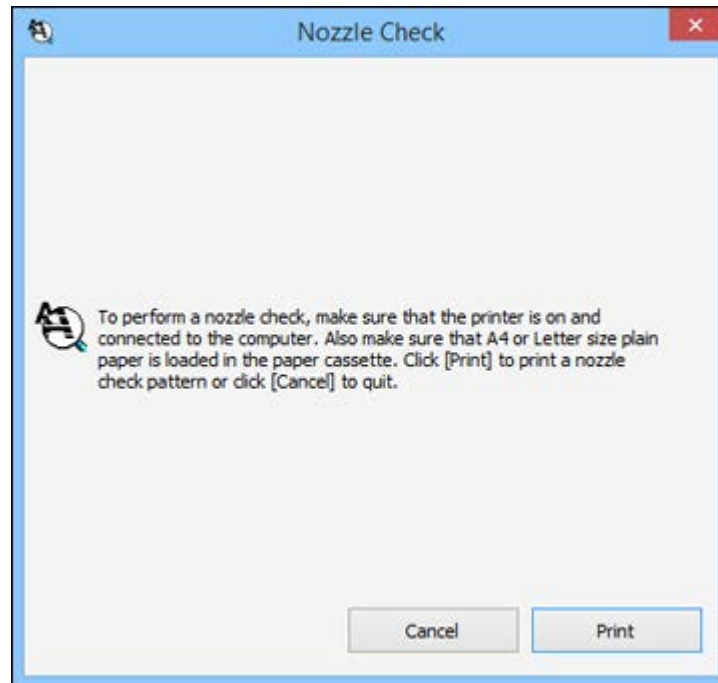 Nozzle Check
To perform a nozzle check, make sure that the printer is on and
connected to the computer. Also make sure that A4 or Letter size plain
paper is loaded in the paper cassette. Click [Print] to print a nozzle
check pattern or click [Cancel] to quit.
Cancel Print